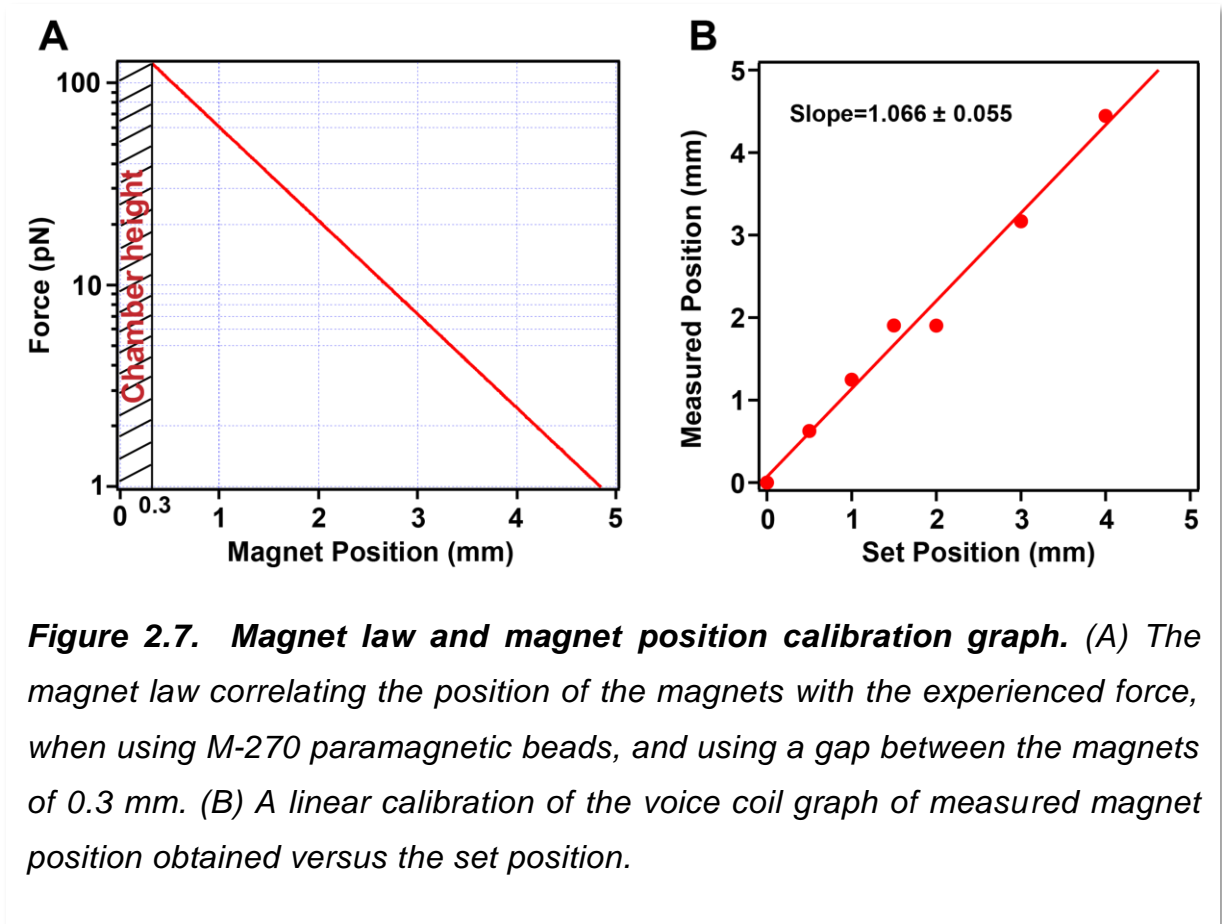 A
B
100
10
1
Force (pN)
Chamber height
0
0.3
1
2
3
4
5
Magnet Position (mm)
5
4
3
2
1
0
Measured Position (mm)
Slope=1.066 ± 0.055
0
1
2
3
4
5
Set Position (mm)
Figure 2.7. Magnet law and magnet position calibration graph. (A) The
magnet law correlating the position of the magnets with the experienced force,
when using M-270 paramagnetic beads, and using a gap between the magnets
of 0.3 mm. (B) A linear calibration of the voice coil graph of measured magnet
position obtained versus the set position.